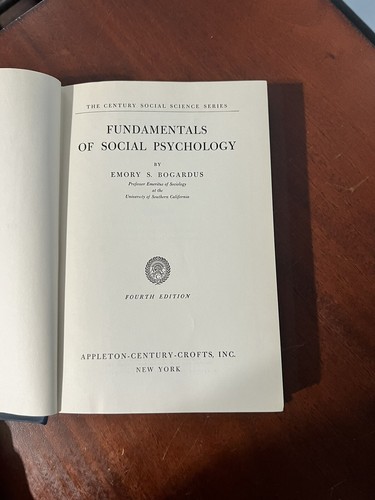 THE CENTURY SOCIAL SCIENCE SERIES
FUNDAMENTALS
OF SOCIAL PSYCHOLOGY
BY
EMORY S. BOGARDUS
Professor Emeritus of Sociology
at the
University of Southern California
FOURTH EDITION
APPLETON-CENTURY-CROFTS, INC.
NEW YORK